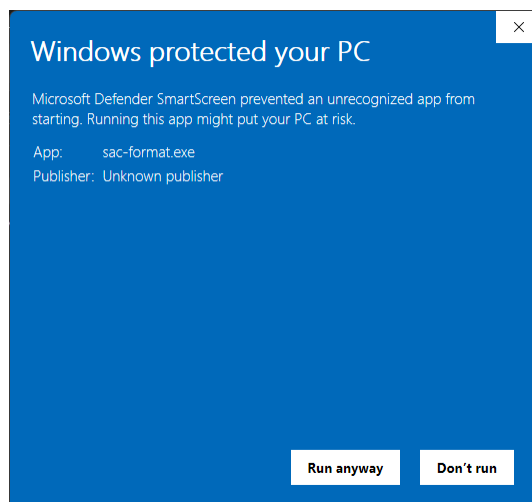 Windows protected your PC
Microsoft Defender SmartScreen prevented an unrecognized app from
starting. Running this app might put your PC at risk.
App: sac-format.exe
Publisher: Unknown publisher
Run anyway Don’t run